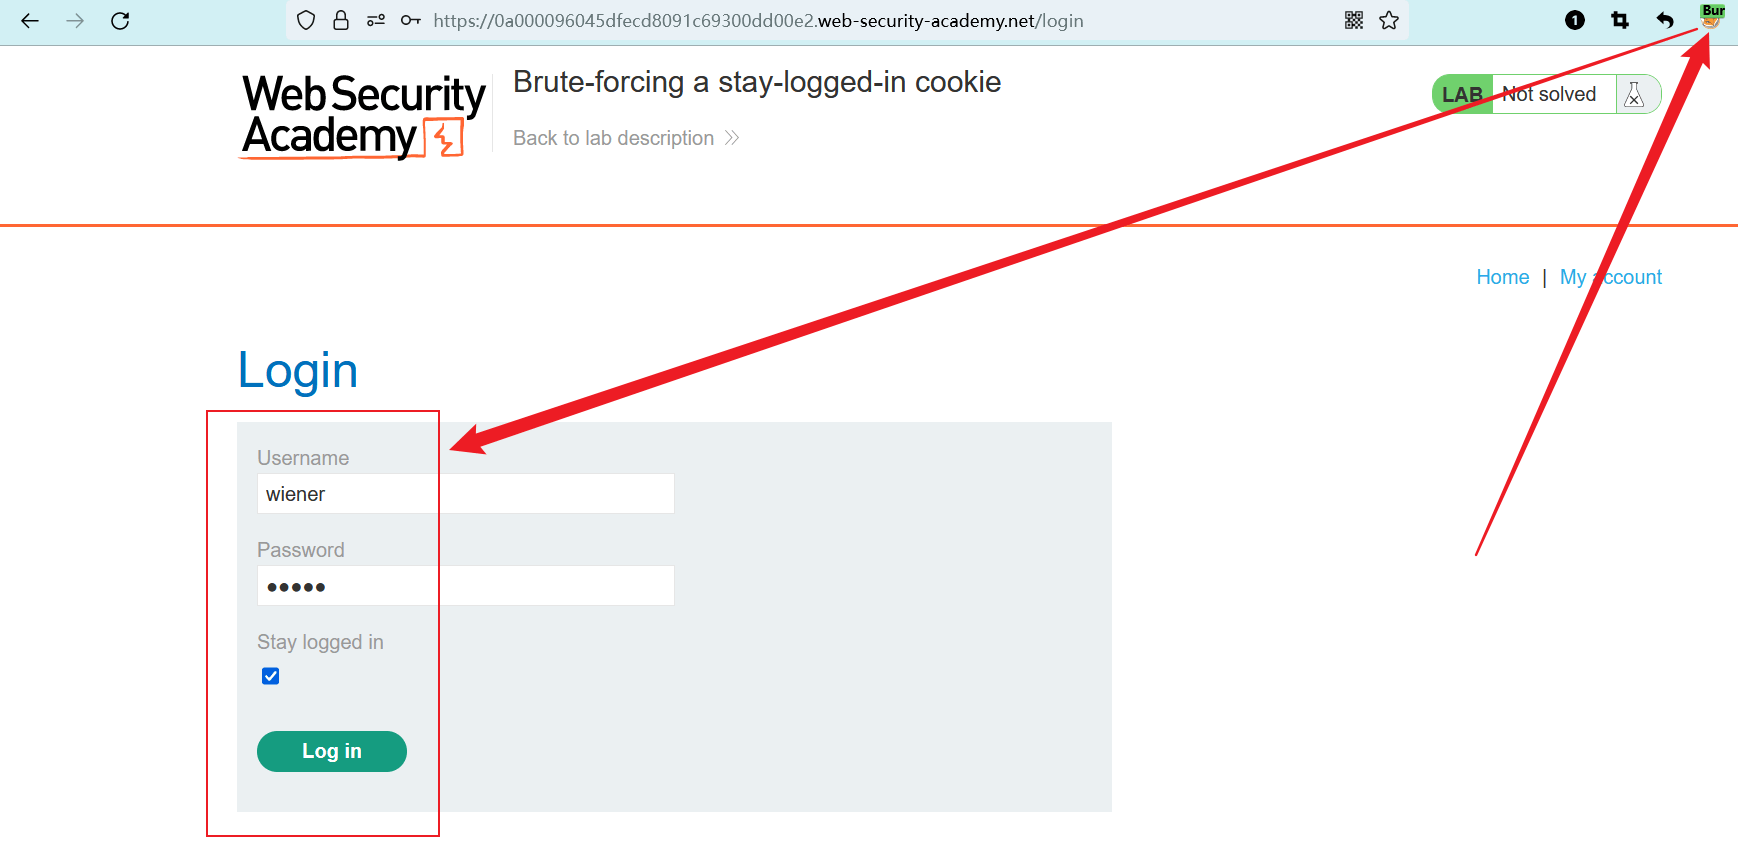 https://0a000096045dfecd8091c69300dd00e2.web-security-academy.net/login
1
Bur
Web Security
Academy
Brute-forcing a stay-logged-in cookie
Back to lab description
LAB Not solved
Home | My account
Login
Username
wiener
Password
Stay logged in
Log in